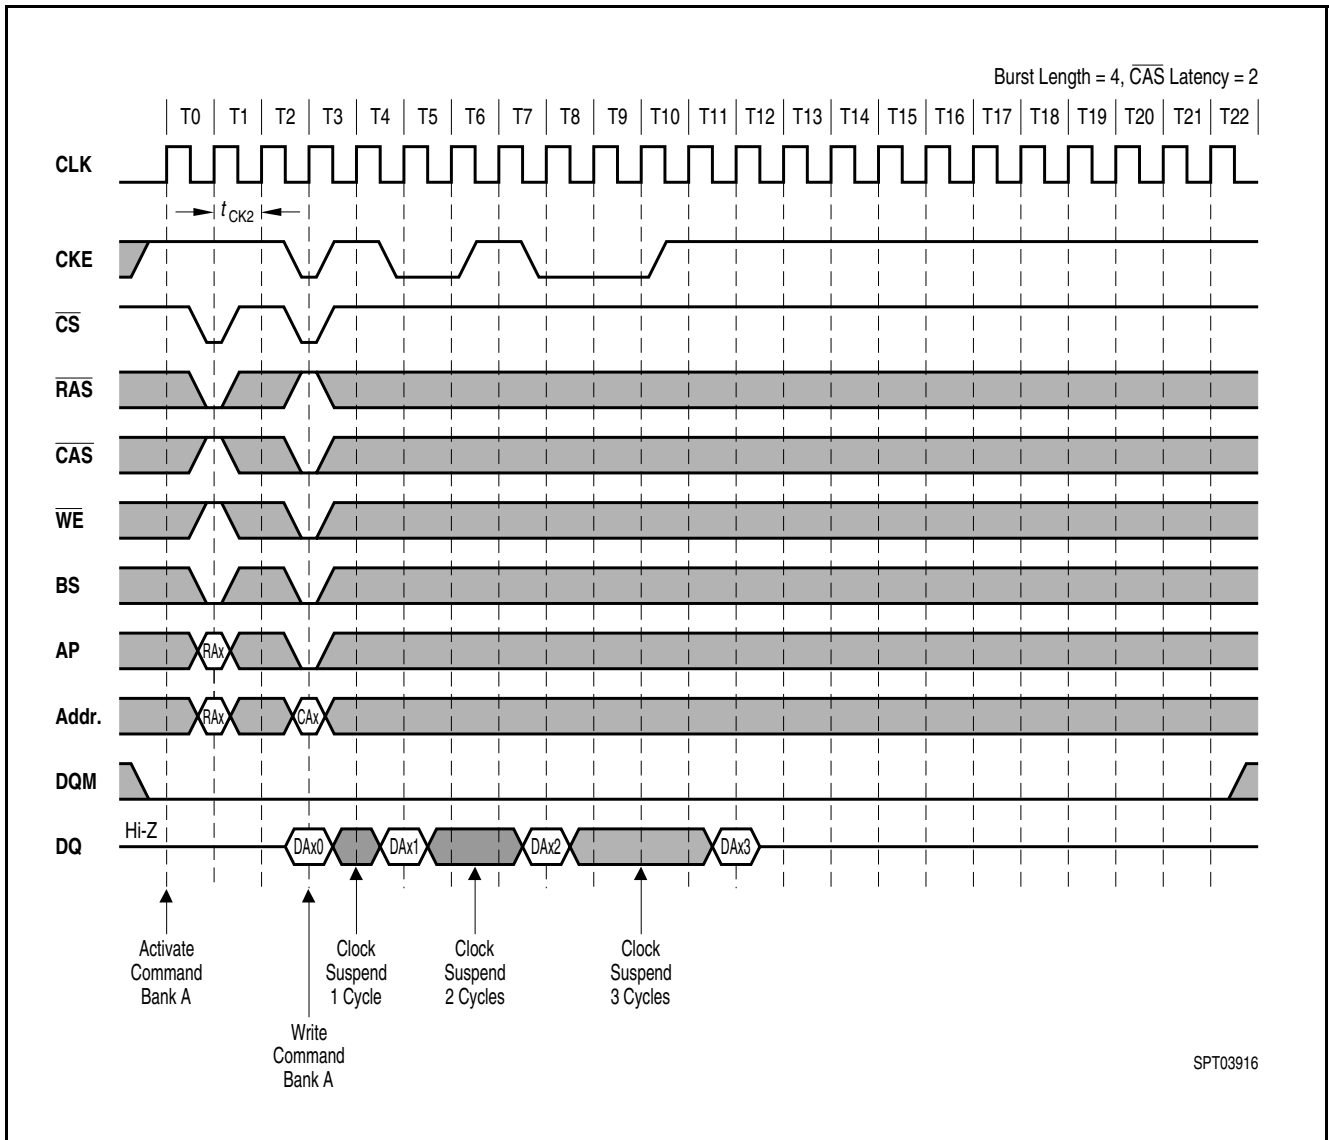 Burst Length = 4, CAS Latency = 2
T0 T1 T2 T3 T4 T5 T6 T7 T8 T9 T10 T11 T12 T13 T14 T15 T16 T17 T18 T19 T20 T21 T22
CLK
t CK2
CKE
CS
RAS
CAS
WE
BS
AP
RAx
Addr.
RAx CAx
DQM
Hi-Z
DQ
DAx0 DAx1 DAx2 DAx3
Activate
Command
Bank A
Write
Command
Bank A
Clock
Suspend
1 Cycle
Clock
Suspend
2 Cycles
Clock
Suspend
3 Cycles
SPT03916